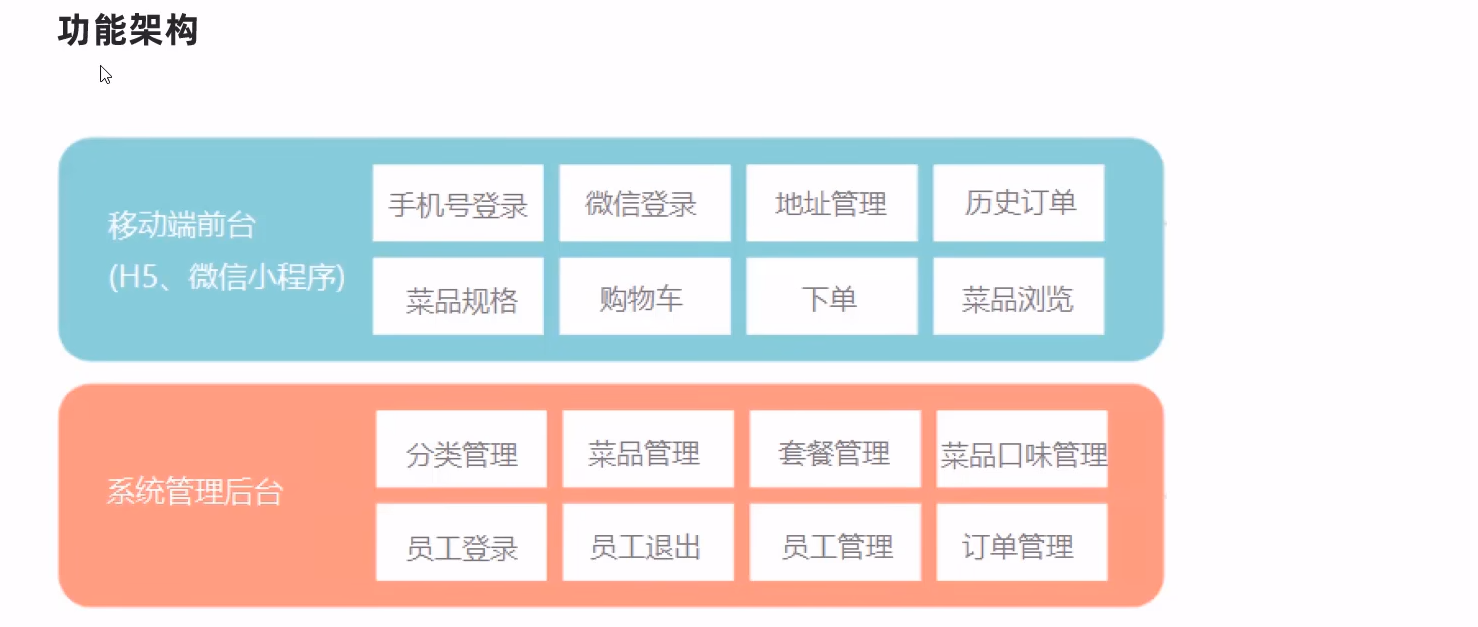 功能架构
移动端前台
(H5、微信小程序)
手机号登录 微信登录 地址管理 历史订单
菜品规格 购物车 下单 菜品浏览
系统管理后台
分类管理 菜品管理 套餐管理 菜品口味管理
员工登录 员工退出 员工管理 订单管理